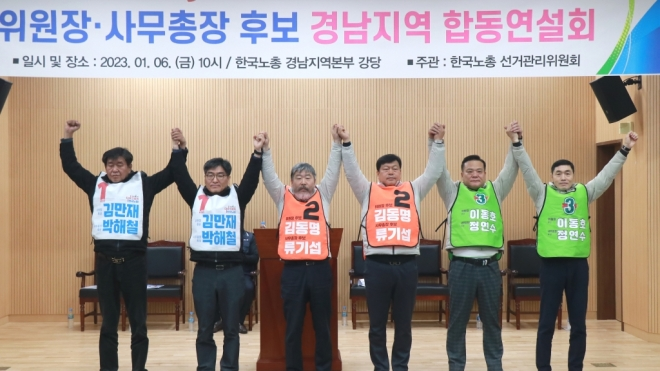 위원장·사무총장 후보 경남지역 합동연설회
■ 일시 및 장소 : 2023. 01. 06. (금) 10시 / 한국노총 경남지역본부 강당 ■ 주관 : 한국노총 선거관리위원회
1
김만재
박해철
1
김만재
박해철
2
김동명
류기섭
2
김동명
류기섭
3
이동호
정연수
3
이동호
정연수